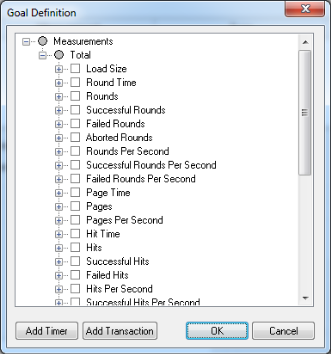 Goal Definition
Measurements
Total
Load Size
Round Time
Rounds
Successful Rounds
Failed Rounds
Aborted Rounds
Rounds Per Second
Successful Rounds Per Second
Failed Rounds Per Second
Page Time
Pages
Pages Per Second
Hit Time
Hits
Successful Hits
Failed Hits
Hits Per Second
Successful Hits Per Second
Add Timer Add Transaction OK Cancel